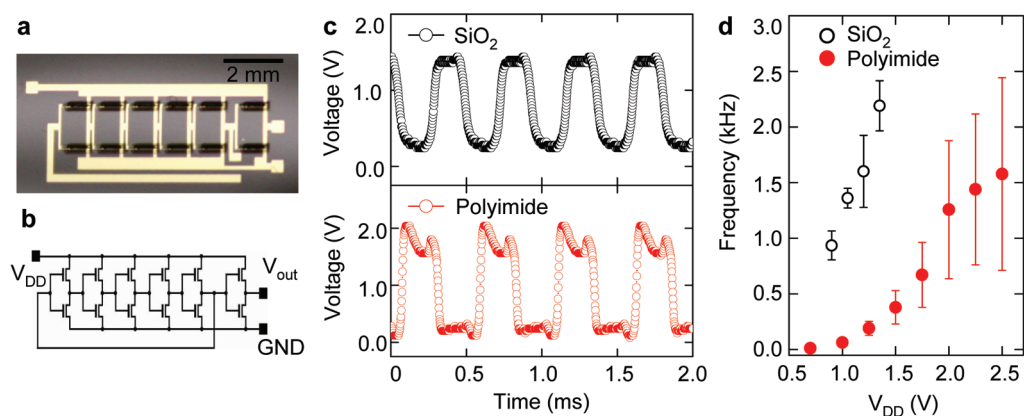 a
2 mm
b
V_DD
V_out
GND
c
SiO₂
Voltage (V)
2.0
1.0
0.0
Polyimide
Voltage (V)
2.0
1.0
0.0
0 0.5 1.0 1.5 2.0
Time (ms)
d
SiO₂
Polyimide
Frequency (kHz)
3.0
2.5
2.0
1.5
1.0
0.5
0.0
0.5 1.0 1.5 2.0 2.5
V_DD (V)